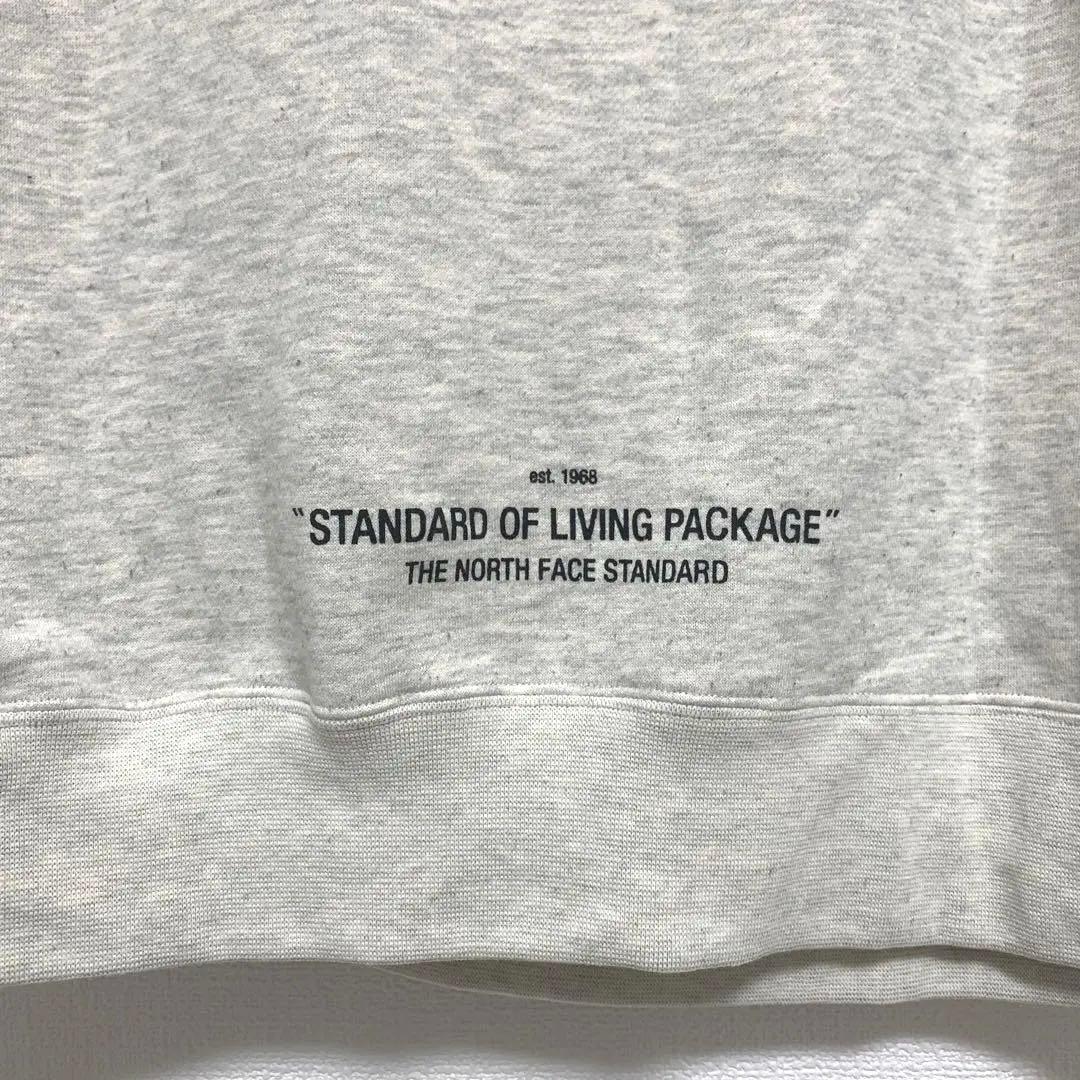 est. 1968
"STANDARD OF LIVING PACKAGE"
THE NORTH FACE STANDARD